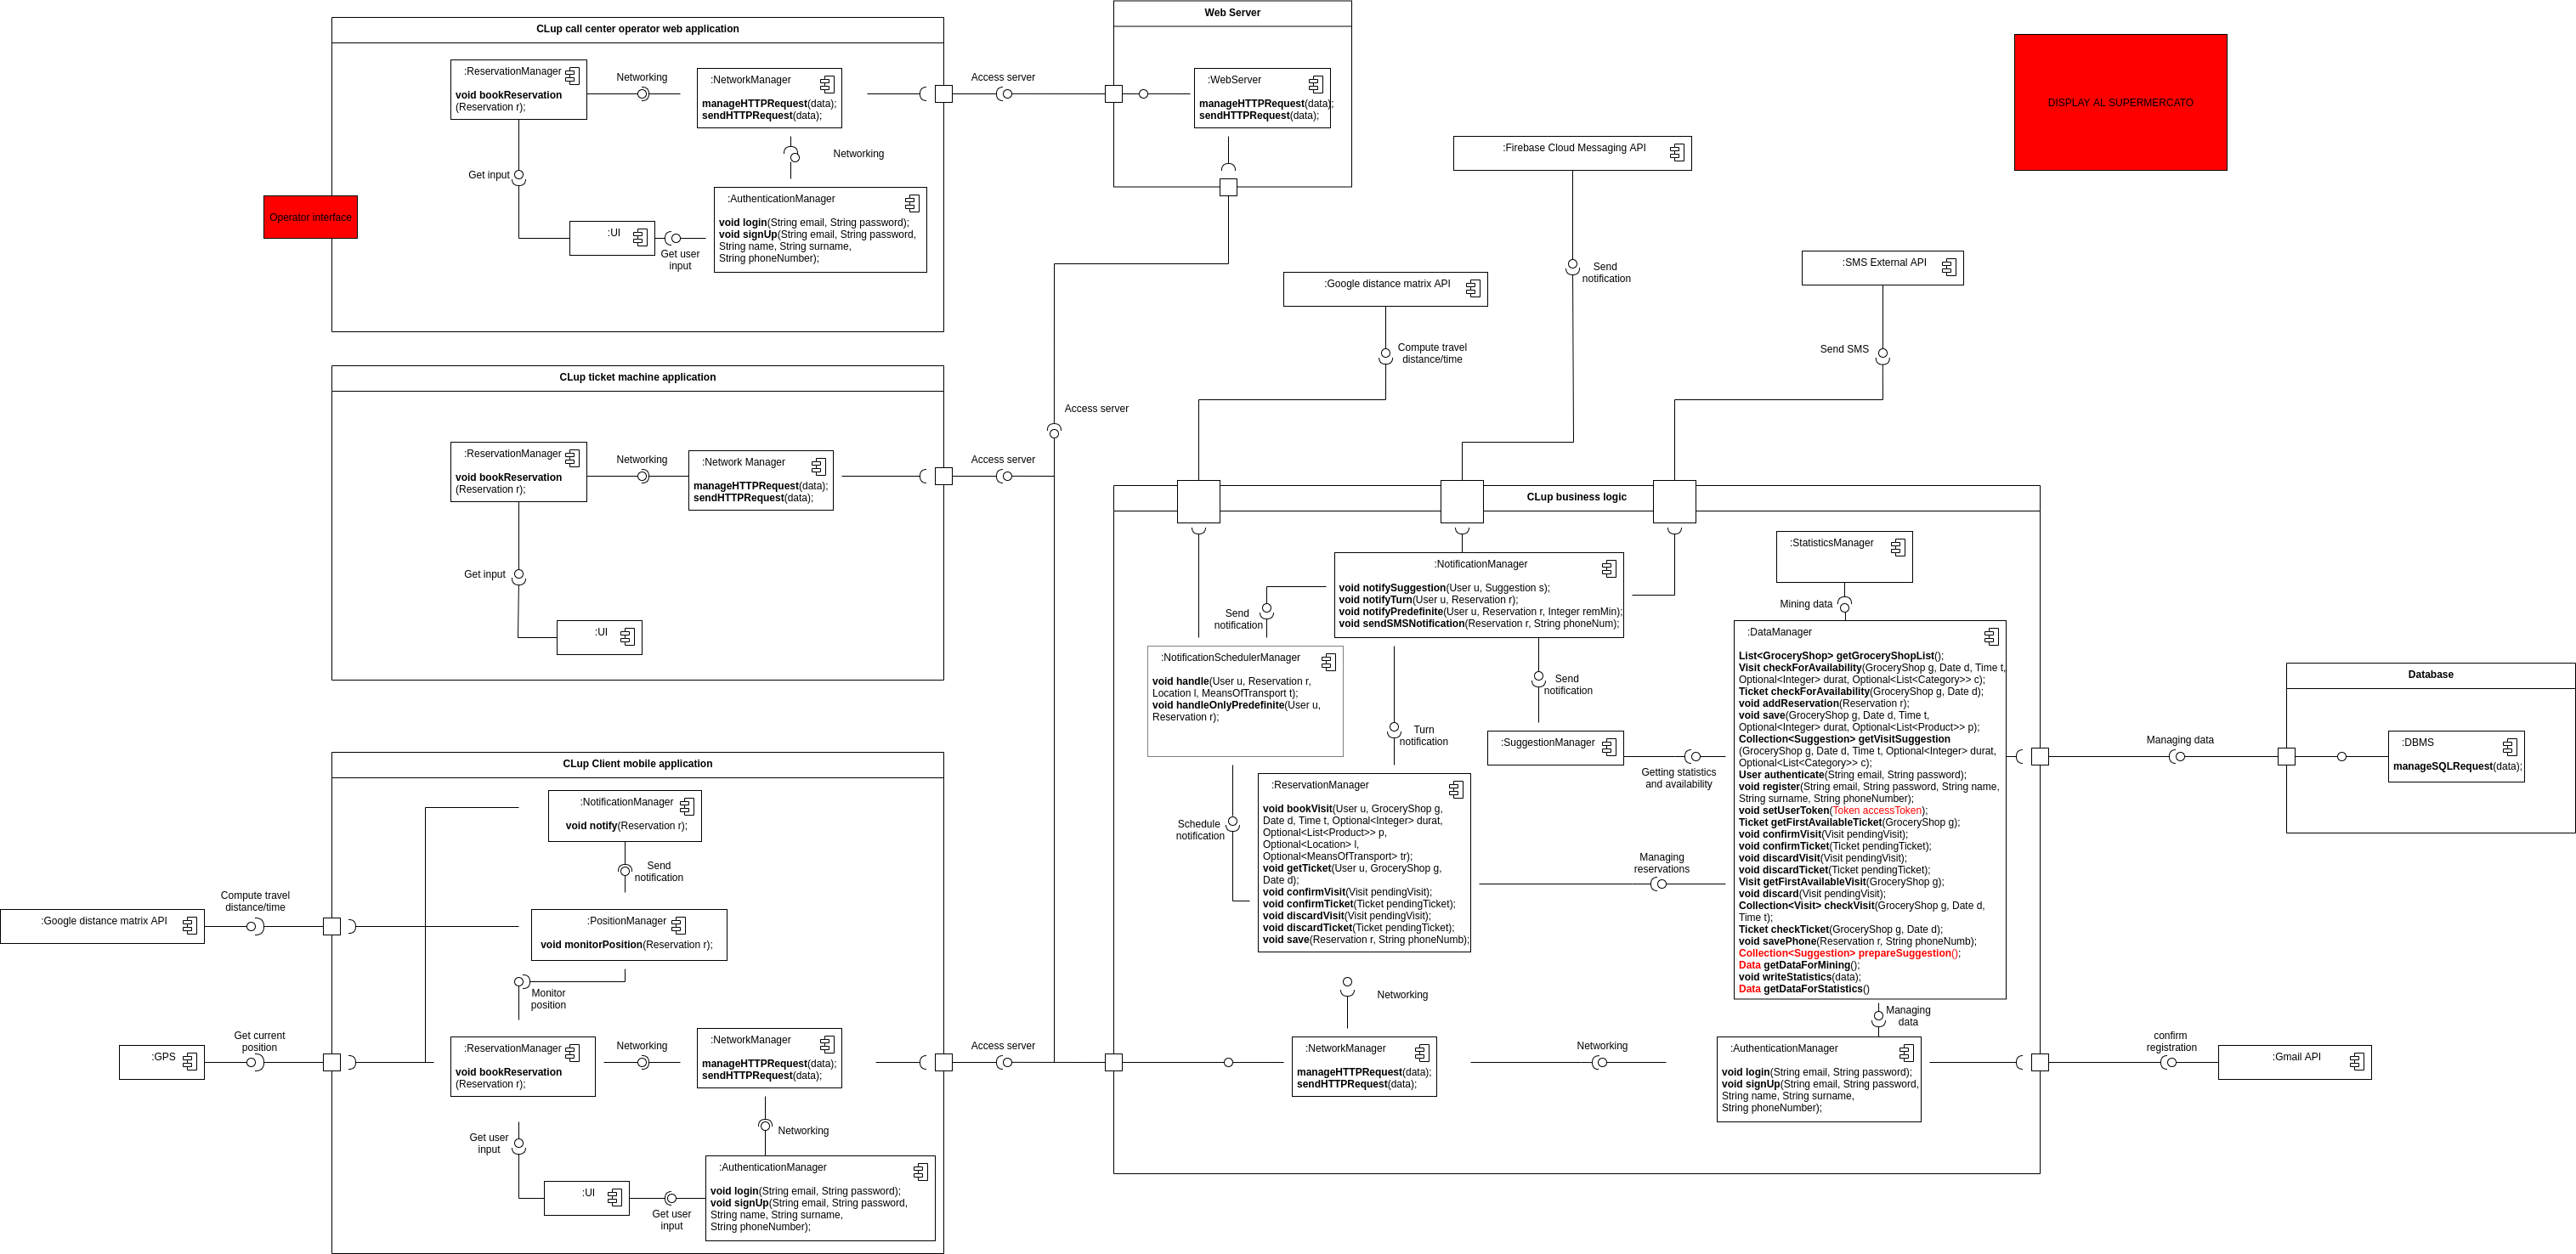 CLup call center operator web application
:ReservationManager
void bookReservation
(Reservation r);
Networking
:NetworkManager
manageHTTPRequest(data);
sendHTTPRequest(data);
Networking
Get input
:AuthenticationManager
void login(String email, String password);
void signUp(String email, String password,
String name, String surname,
String phoneNumber);
:UI
Get user
input
Operator interface
Access server
Web Server
:WebServer
manageHTTPRequest(data);
sendHTTPRequest(data);
DISPLAY AL SUPERMERCATO
:Firebase Cloud Messaging API
Send
notification
:SMS External API
Send SMS
:Google distance matrix API
Compute travel
distance/time
Access server
CLup ticket machine application
:ReservationManager
void bookReservation
(Reservation r);
Networking
:Network Manager
manageHTTPRequest(data);
sendHTTPRequest(data);
Get input
:UI
Access server
CLup business logic
:NotificationManager
void notifySuggestion(User u, Suggestion s);
void notifyTurn(User u, Reservation r);
void notifyPredefinite(User u, Reservation r, Integer remMin);
void sendSMSNotification(Reservation r, String phoneNum);
Send
notification
:NotificationSchedulerManager
void handle(User u, Reservation r,
Location l, MeansOfTransport t);
void handleOnlyPredefinite(User u,
Reservation r);
Send
notification
Turn
notification
:SuggestionManager
Getting statistics
and availability
Schedule
notification
:ReservationManager
void bookVisit(User u, GroceryShop g,
Date d, Time t, Optional<Integer> durat,
Optional<List<Product>> p,
Optional<Location> l,
Optional<MeansOfTransport> tr);
void getTicket(User u, GroceryShop g,
Date d);
void confirmVisit(Visit pendingVisit);
void confirmTicket(Ticket pendingTicket);
void discardVisit(Visit pendingVisit);
void discardTicket(Ticket pendingTicket);
void save(Reservation r, String phoneNumb);
Managing
reservations
:StatisticsManager
Mining data
:DataManager
List<GroceryShop> getGroceryShopList();
Visit checkForAvailability(GroceryShop g, Date d, Time t,
Optional<Integer> durat, Optional<List<Category>> c);
Ticket checkForAvailability(GroceryShop g, Date d);
void addReservation(Reservation r);
void save(GroceryShop g, Date d, Time t,
Optional<Integer> durat, Optional<List<Product>> p);
Collection<Suggestion> getVisitSuggestion
(GroceryShop g, Date d, Time t, Optional<Integer> durat,
Optional<List<Category>> c);
User authenticate(String email, String password);
void register(String email, String password, String name,
String surname, String phoneNumber);
void setUserToken(Token accessToken);
Ticket getFirstAvailableTicket(GroceryShop g);
void confirmVisit(Visit pendingVisit);
void confirmTicket(Ticket pendingTicket);
void discardVisit(Visit pendingVisit);
void discardTicket(Ticket pendingTicket);
Visit getFirstAvailableVisit(GroceryShop g);
void discard(Visit pendingVisit);
Collection<Visit> checkVisit(GroceryShop g, Date d,
Time t);
Ticket checkTicket(GroceryShop g, Date d);
void savePhone(Reservation r, String phoneNumb);
Collection<Suggestion> prepareSuggestion();
Data getDataForMining();
void writeStatistics(data);
Data getDataForStatistics()
Managing
data
Networking
:NetworkManager
manageHTTPRequest(data);
sendHTTPRequest(data);
Networking
:AuthenticationManager
void login(String email, String password);
void signUp(String email, String password,
String name, String surname,
String phoneNumber);
Managing data
Database
:DBMS
manageSQLRequest(data);
confirm
registration
:Gmail API
CLup Client mobile application
:NotificationManager
void notify(Reservation r);
Send
notification
:PositionManager
void monitorPosition(Reservation r);
Compute travel
distance/time
:Google distance matrix API
Monitor
position
Get current
position
:GPS
:ReservationManager
void bookReservation
(Reservation r);
Networking
:NetworkManager
manageHTTPRequest(data);
sendHTTPRequest(data);
Access server
Get user
input
Networking
:UI
Get user
input
:AuthenticationManager
void login(String email, String password);
void signUp(String email, String password,
String name, String surname,
String phoneNumber);